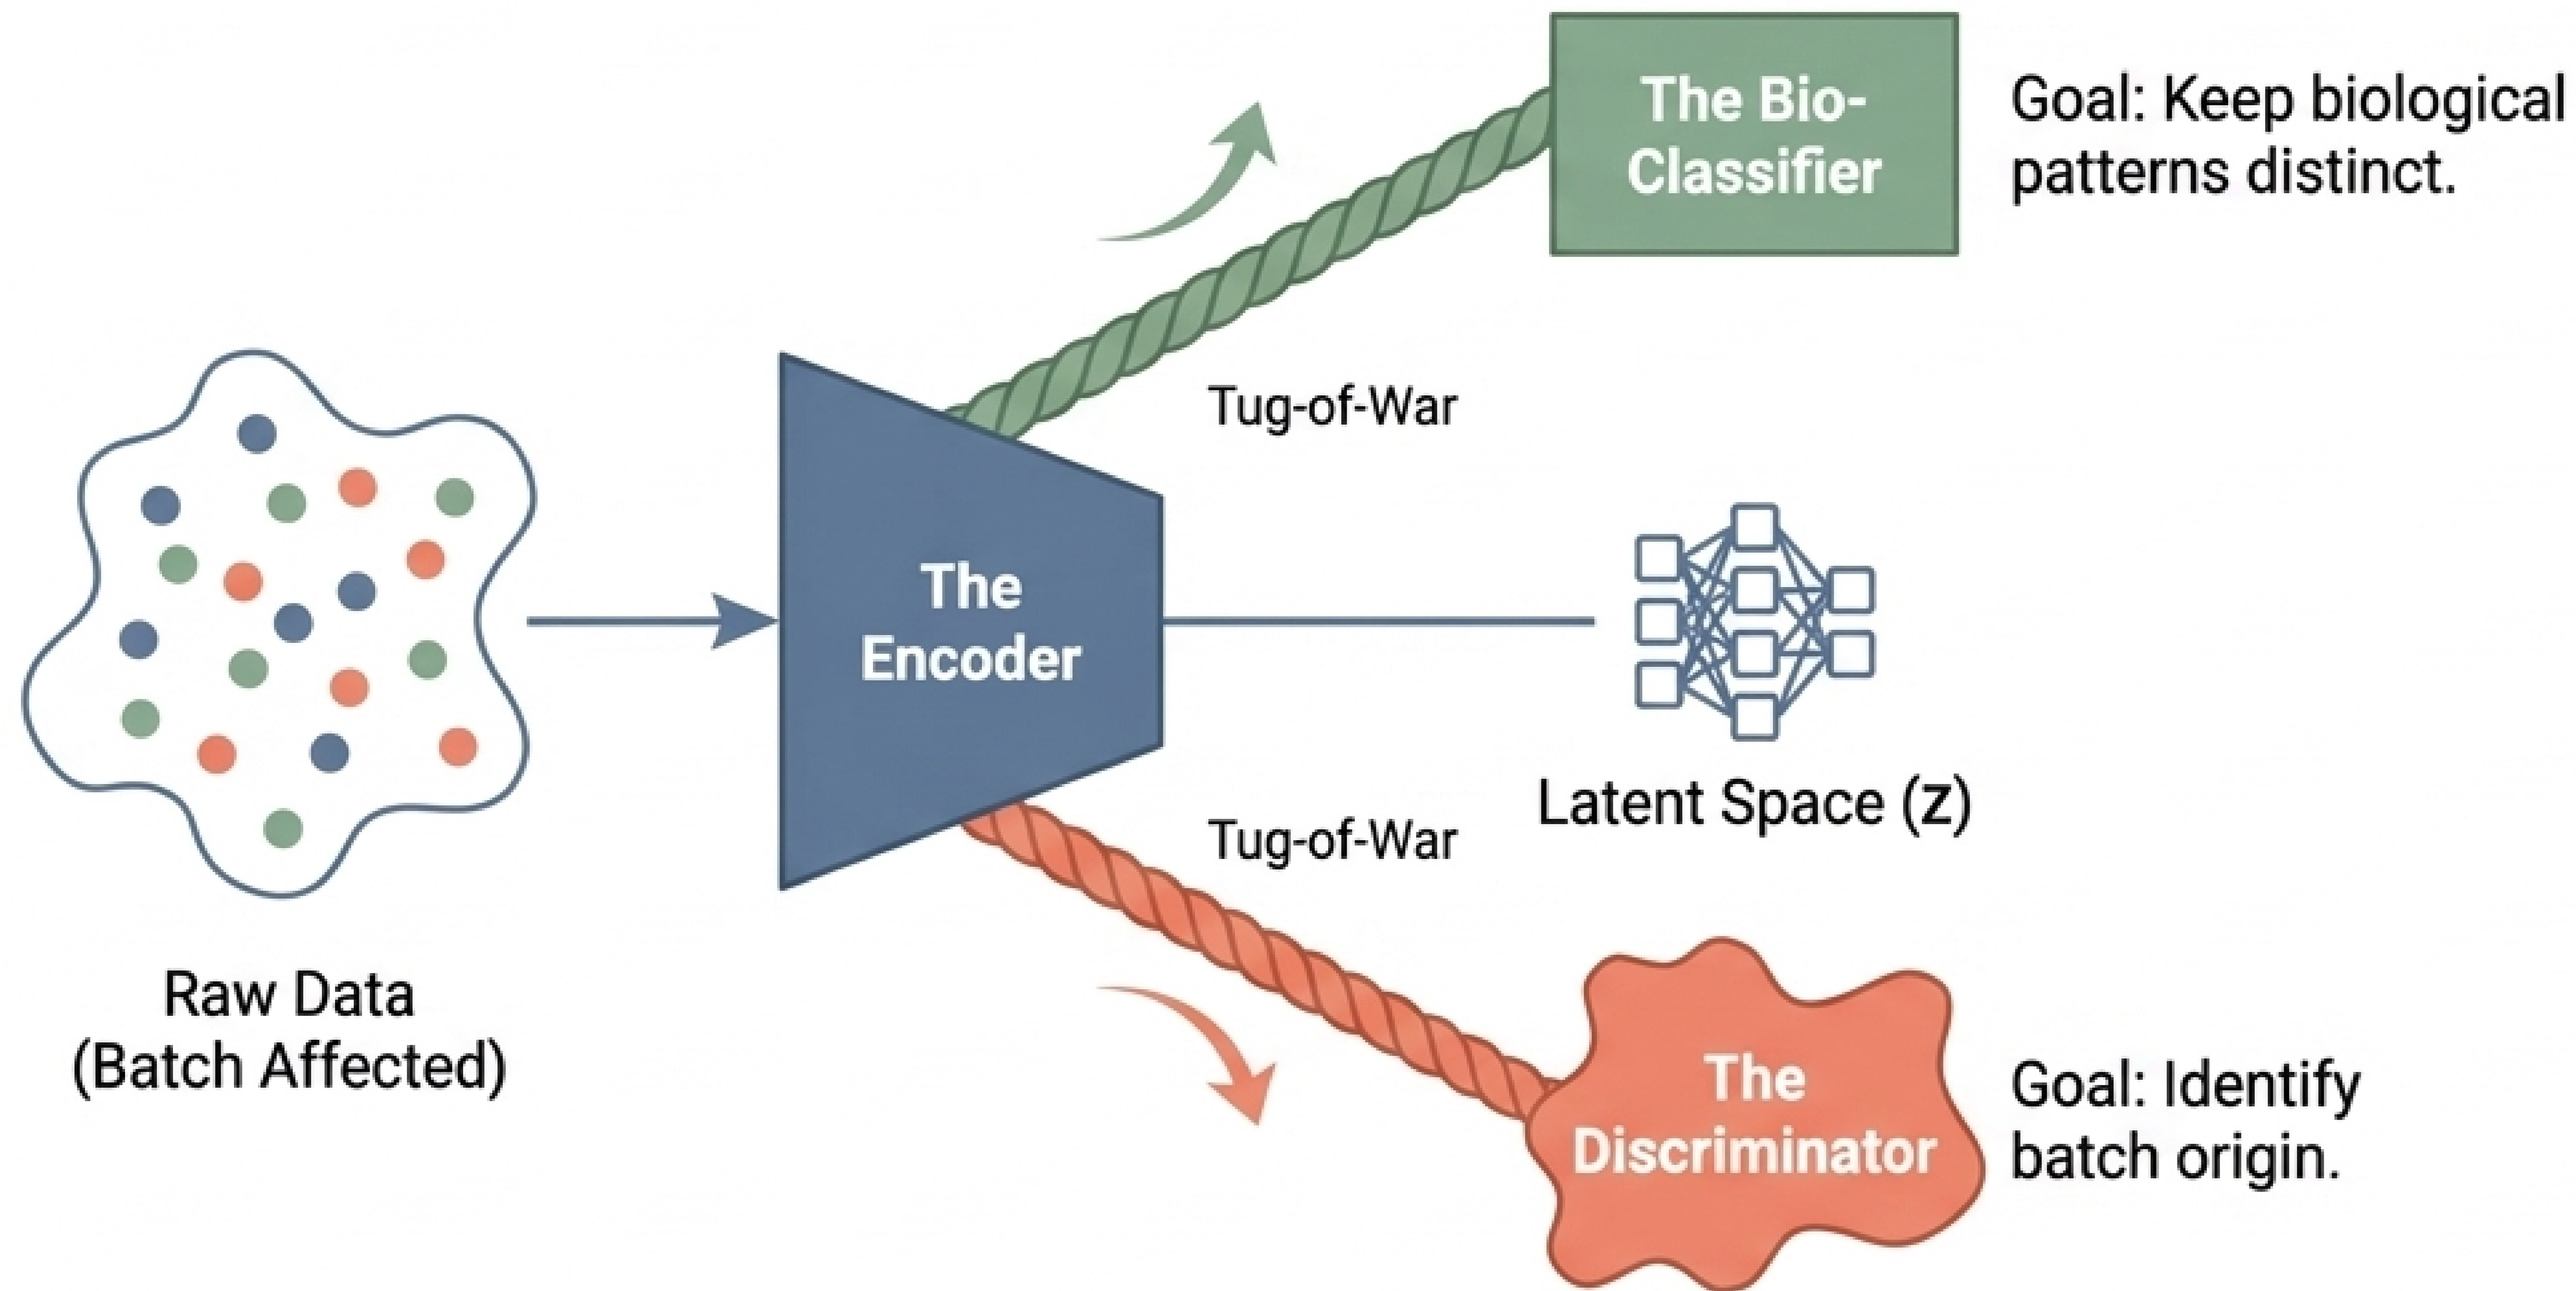 The Bio-
Classifier
Goal: Keep biological
patterns distinct.
Tug-of-War
The
Encoder
Latent Space (z)
Tug-of-War
Raw Data
(Batch Affected)
The
Discriminator
Goal: Identify
batch origin.